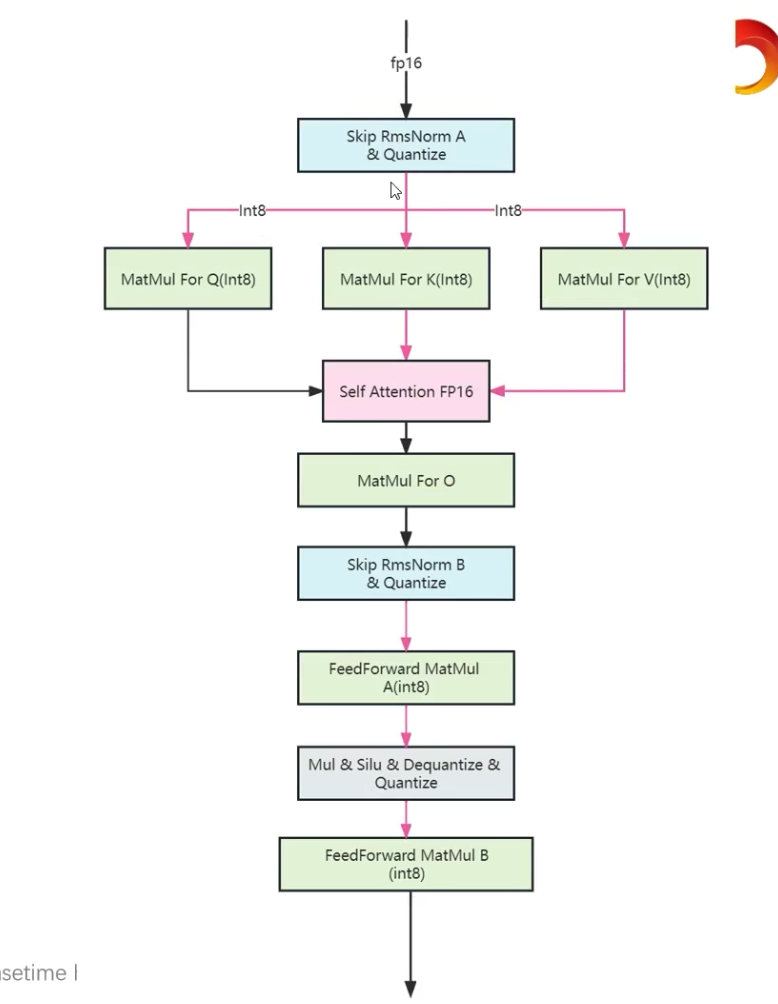 fp16
Skip RmsNorm A
& Quantize
Int8
Int8
MatMul For Q(Int8)
MatMul For K(Int8)
MatMul For V(Int8)
Self Attention FP16
MatMul For O
Skip RmsNorm B
& Quantize
FeedForward MatMul
A(int8)
Mul & Silu & Dequantize &
Quantize
FeedForward MatMul B
(int8)
setime |